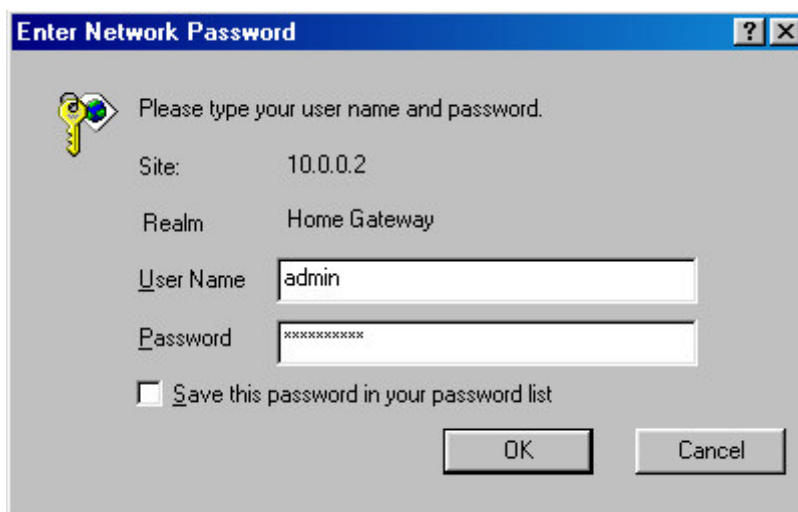 Enter Network Password
Please type your user name and password.
Site: 10.0.0.2
Realm Home Gateway
User Name admin
Password **********
Save this password in your password list
OK Cancel